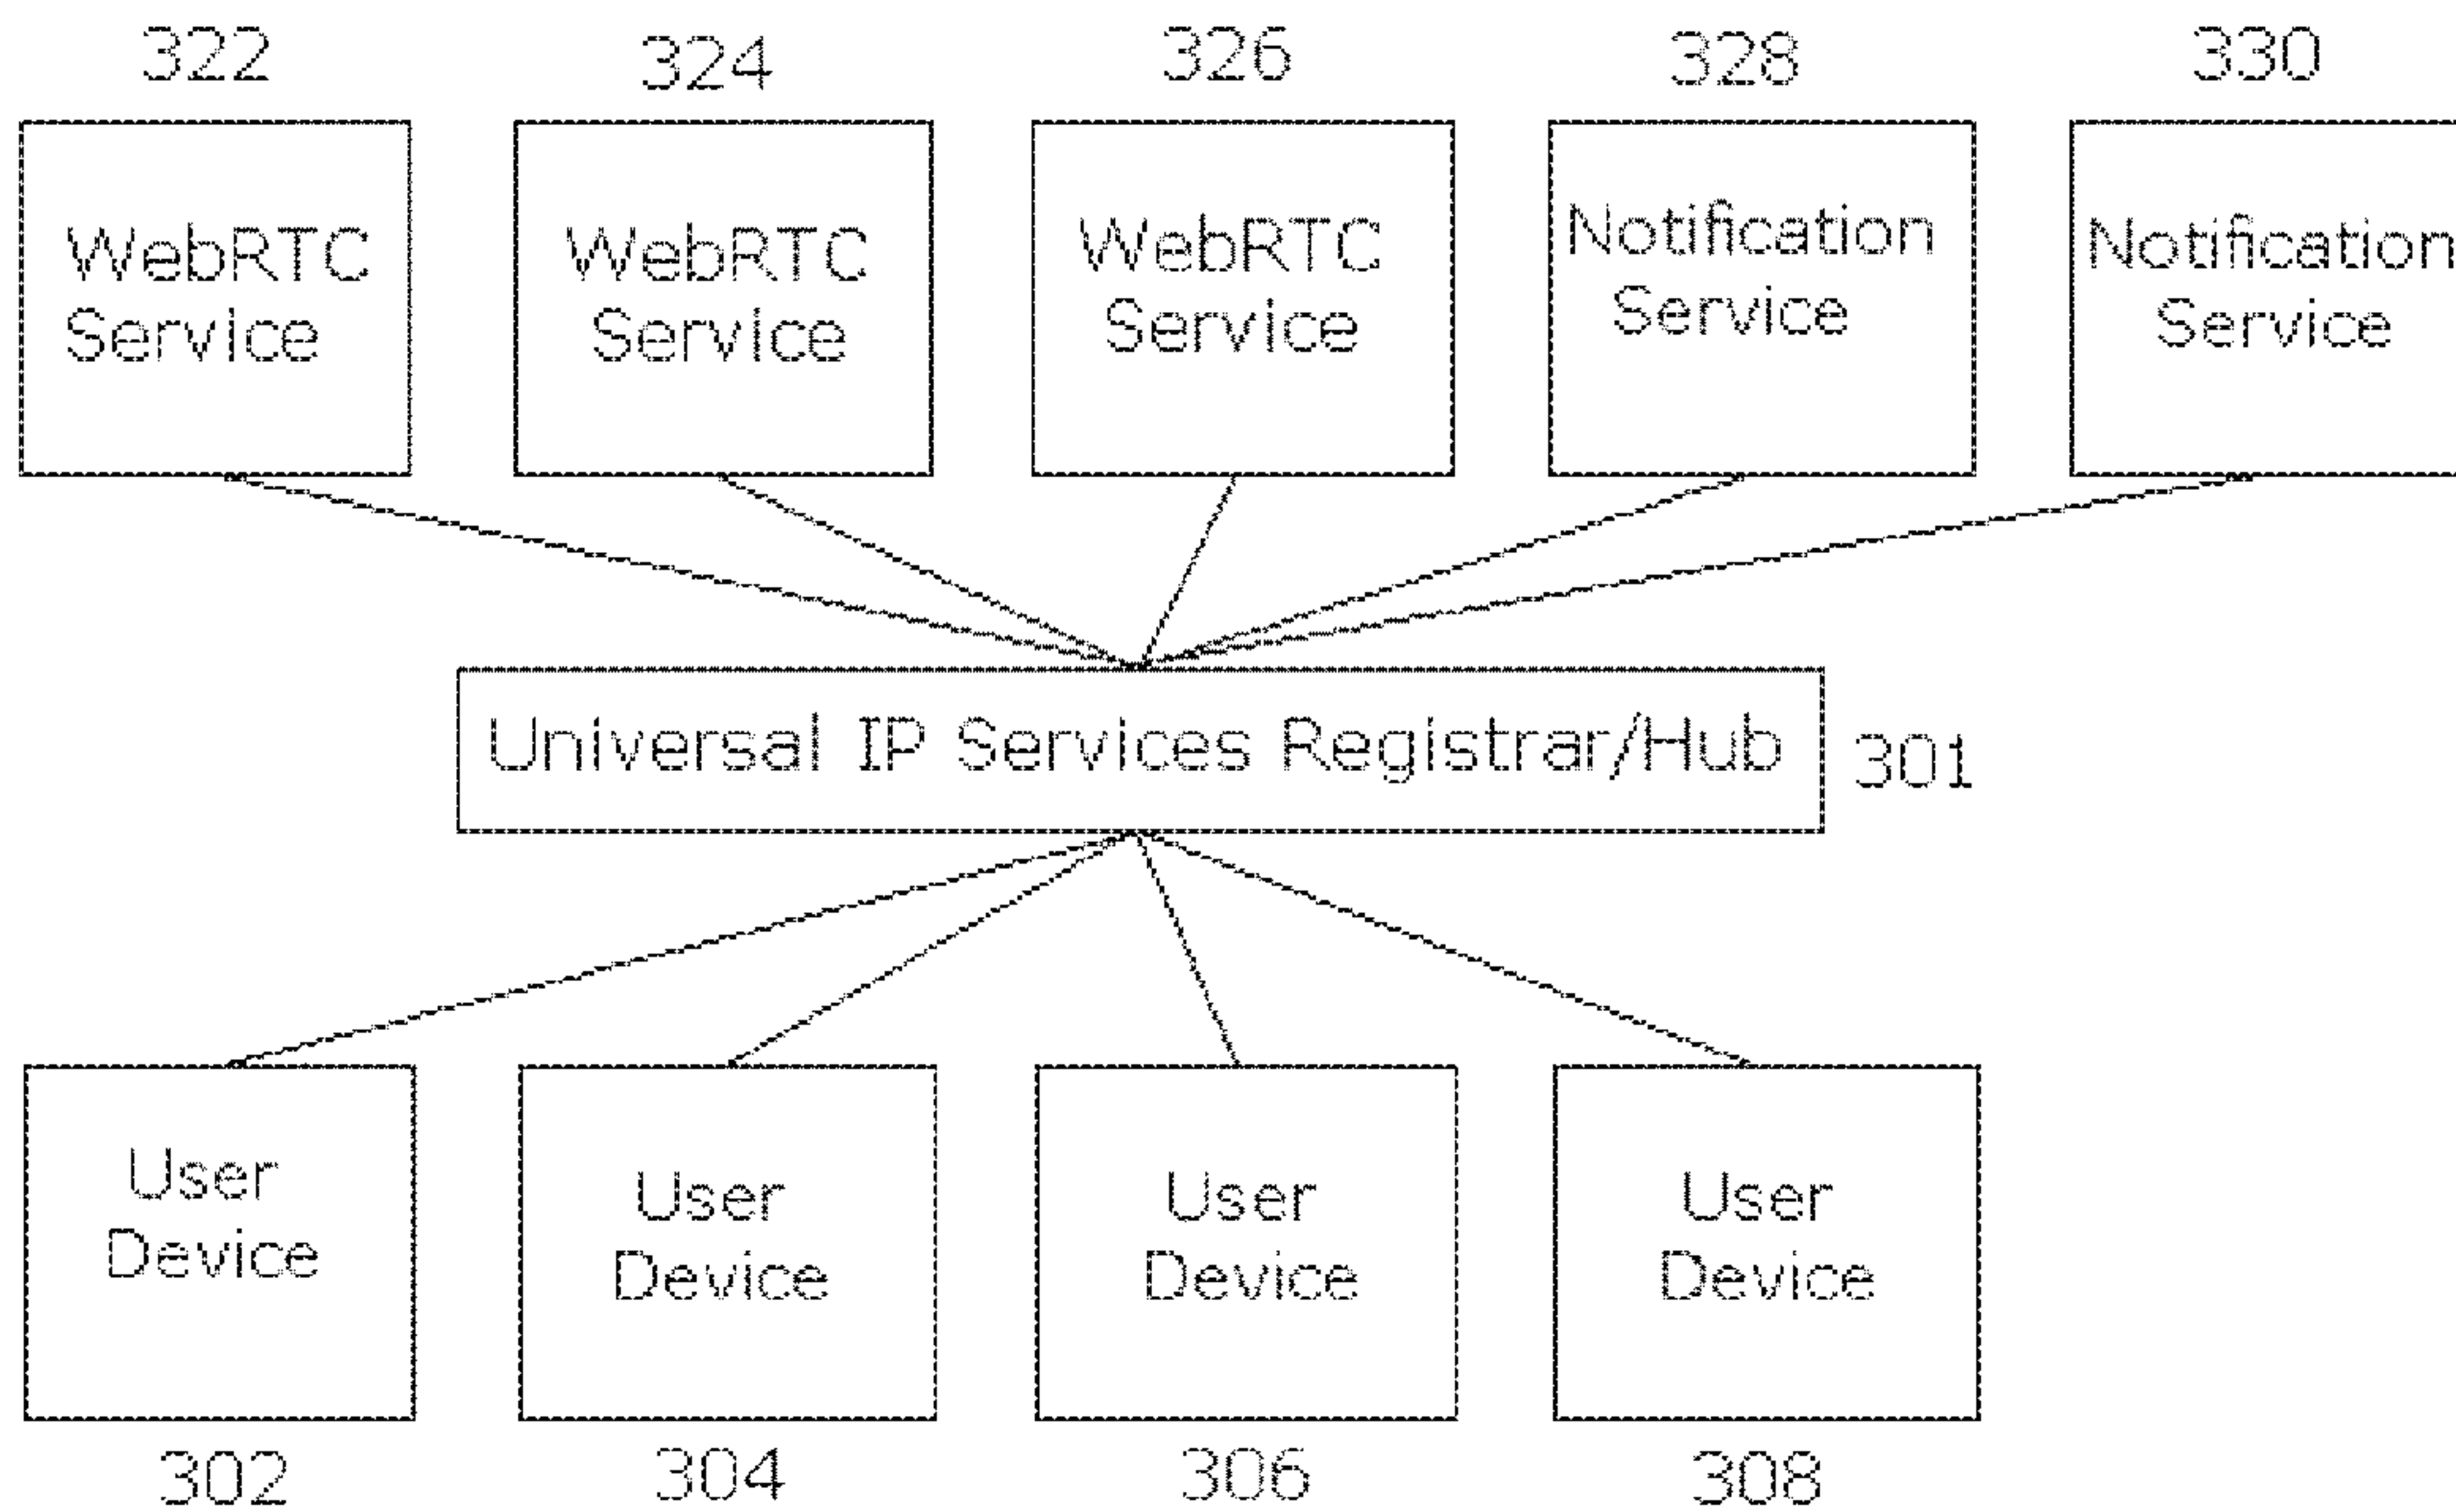 322
324
326
328
330
WebRTC
Service
WebRTC
Service
WebRTC
Service
Notification
Service
Notification
Service
Universal IP Services Registrar/Hub
301
User
Device
User
Device
User
Device
User
Device
302
304
306
308